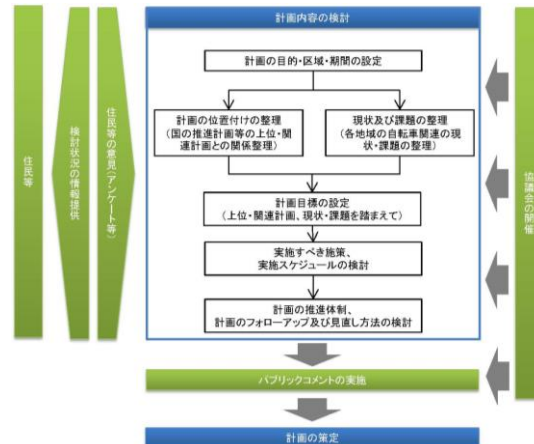 計画内容の検討
計画の目的・区域・期間の設定
計画の位置付けの整理
(国の推進計画等の上位・関
連計画との関係整理)
現状及び課題の整理
(各地域の自転車関連の現
状・課題の整理)
計画目標の設定
(上位・関連計画、現状・課題を踏まえて)
実施すべき施策、
実施スケジュールの検討
計画の推進体制、
計画のフォローアップ及び見直し方法の検討
住民等
検討状況の情報提供
住民等の意見(アンケート等)
協議会の開催
パブリックコメントの実施
計画の策定